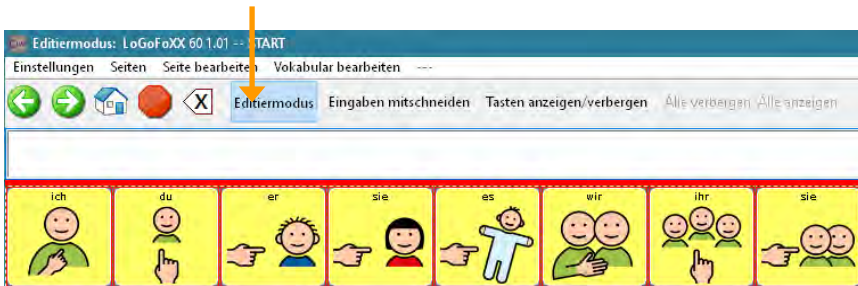 Editiermodus: LoGoFoXX 60 1.01 -- START
Einstellungen Seiten Seite bearbeiten Vokabular bearbeiten ---
X Editiermodus Eingaben mitschneiden Tasten anzeigen/verbergen Alle verbergen Alle anzeigen
ich du er sie es wir ihr sie